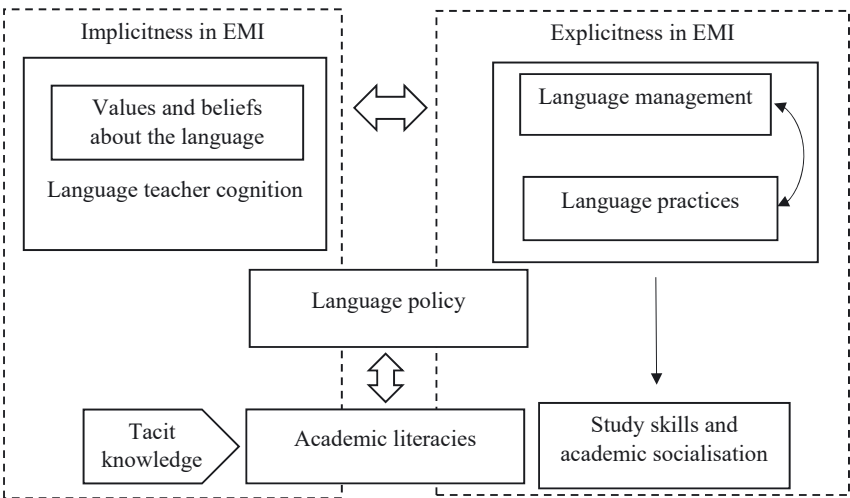 Implicitness in EMI
Values and beliefs
about the language
Language teacher cognition
Explicitness in EMI
Language management
Language practices
Language policy
Tacit
knowledge
Academic literacies
Study skills and
academic socialisation